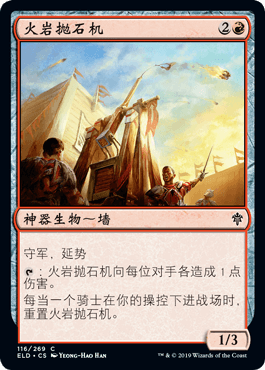 火岩抛石机 2
神器生物～墙
守军，延势
：火岩抛石机向每位对手各造成1点
伤害。
每当一个骑士在你的操控下进战场时，
重置火岩抛石机。
1/3
116/269 C
ELD • CS Yeong-Hao Han
™ & © 2019 Wizards of the Coast